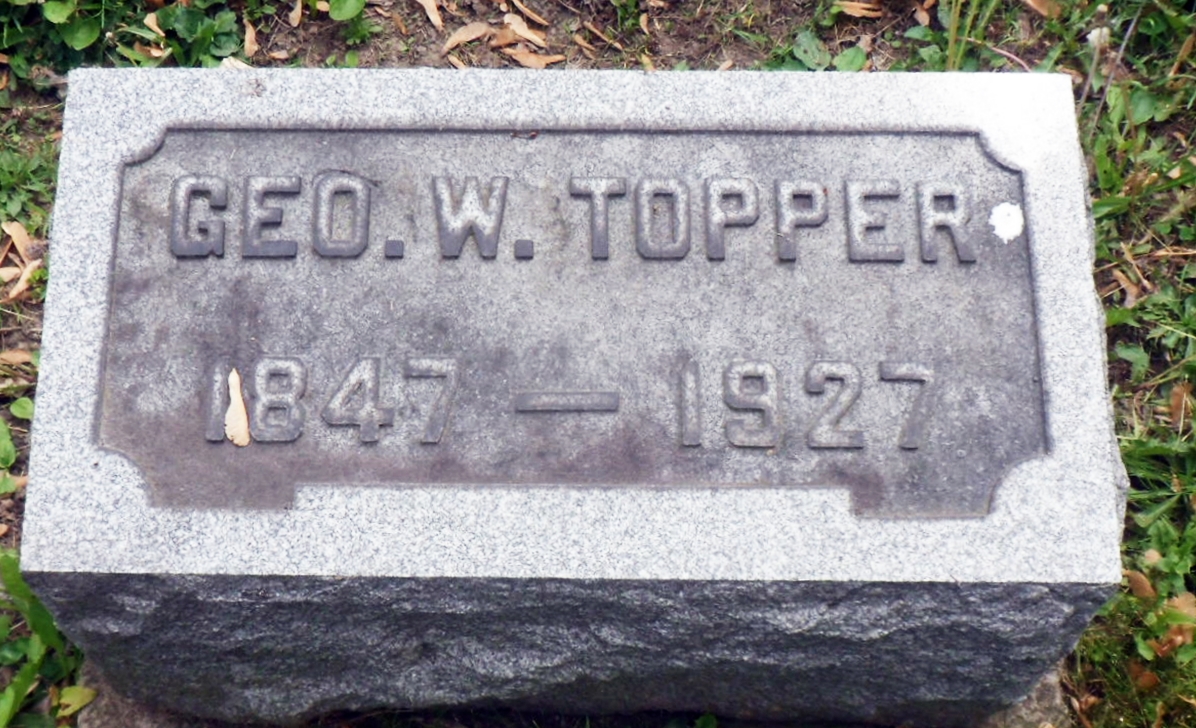 GEO. W. TOPPER
1847 — 1927